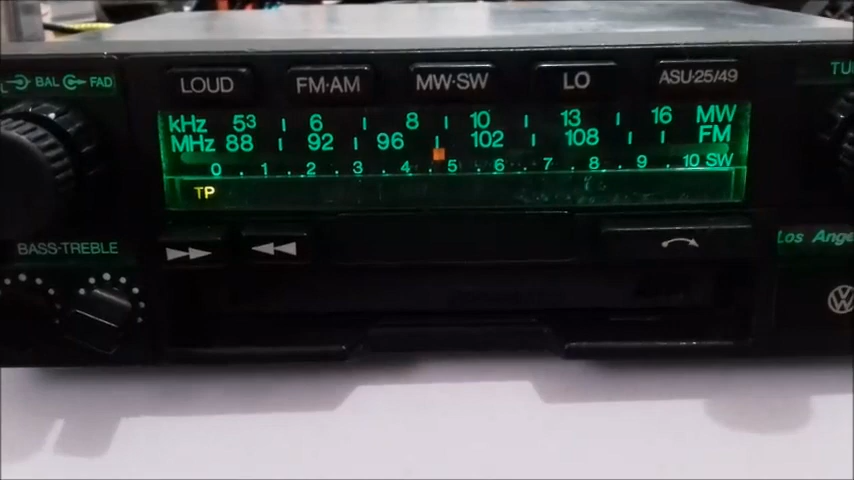 L BAL FAD
LOUD FM·AM MW·SW LO ASU·25/49
kHz 53 6 8 10 13 16 MW
MHz 88 92 96 102 108 FM
0 . 1 . 2 . 3 . 4 . 5 . 6 . 7 . 8 . 9 . 10 SW
TP
BASS·TREBLE
Los Ange
TU
VW